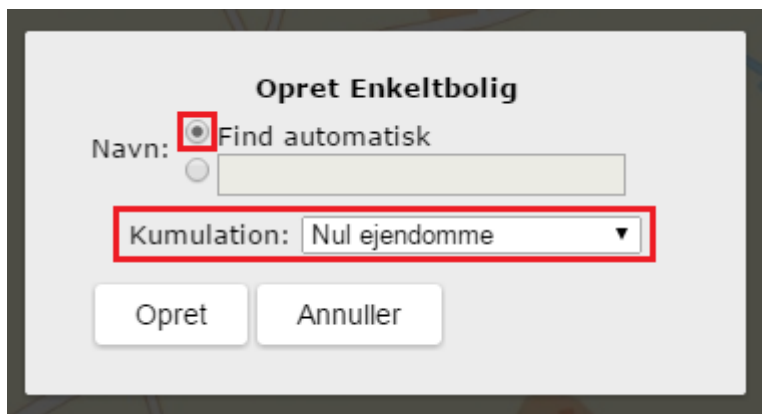 Opret Enkeltbolig
Navn: Find automatisk
Kumulation: Nul ejendomme
Opret Annuller